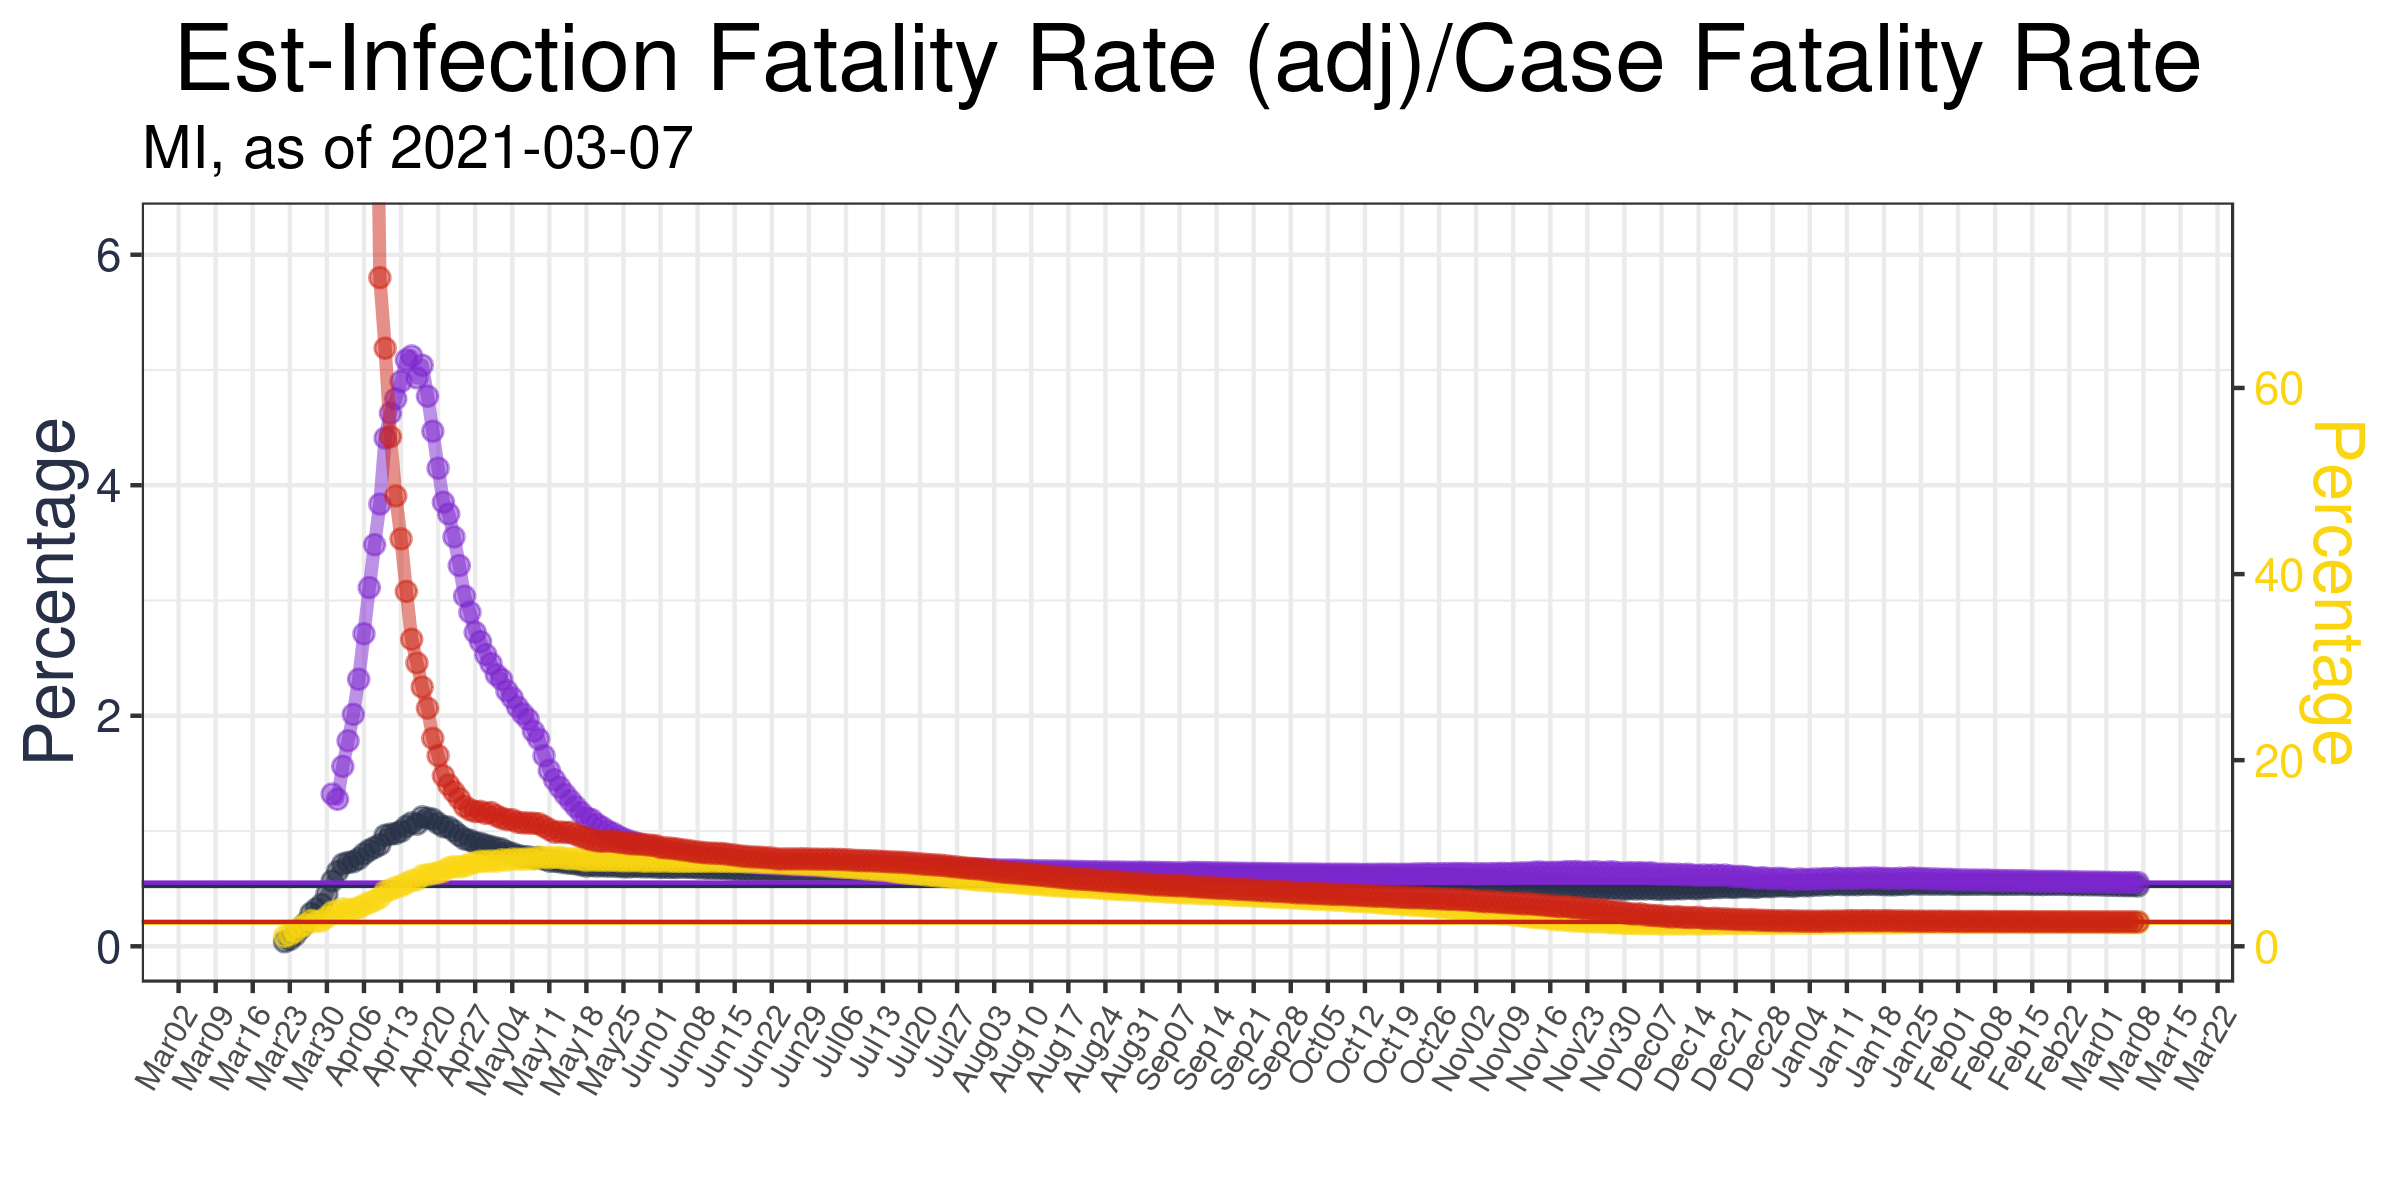 Est-Infection Fatality Rate (adj)/Case Fatality Rate
MI, as of 2021-03-07
Percentage
6
4
2
0
60
40
20
0
Percentage
Mar02
Mar09
Mar16
Mar23
Mar30
Apr06
Apr13
Apr20
Apr27
May04
May11
May18
May25
Jun01
Jun08
Jun15
Jun22
Jun29
Jul06
Jul13
Jul20
Jul27
Aug03
Aug10
Aug17
Aug24
Aug31
Sep07
Sep14
Sep21
Sep28
Oct05
Oct12
Oct19
Oct26
Nov02
Nov09
Nov16
Nov23
Nov30
Dec07
Dec14
Dec21
Dec28
Dec04
Jan11
Jan18
Jan25
Feb01
Feb08
Feb15
Feb22
Mar01
Mar08
Mar15
Mar22